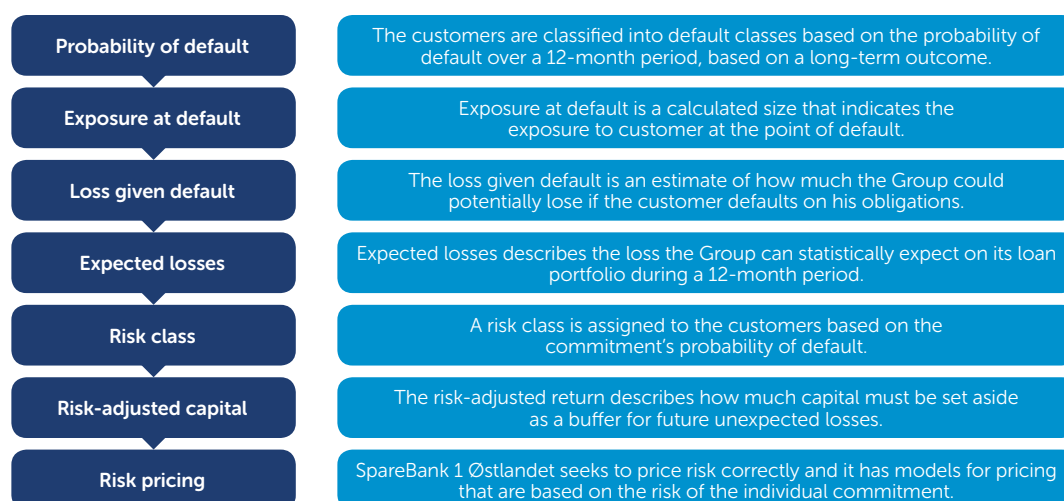 Probability of default
The customers are classified into default classes based on the probability of
default over a 12-month period, based on a long-term outcome.
Exposure at default
Exposure at default is a calculated size that indicates the
exposure to customer at the point of default.
Loss given default
The loss given default is an estimate of how much the Group could
potentially lose if the customer defaults on his obligations.
Expected losses
Expected losses describes the loss the Group can statistically expect on its loan
portfolio during a 12-month period.
Risk class
A risk class is assigned to the customers based on the
commitment’s probability of default.
Risk-adjusted capital
The risk-adjusted return describes how much capital must be set aside
as a buffer for future unexpected losses.
Risk pricing
SpareBank 1 Østlandet seeks to price risk correctly and it has models for pricing
that are based on the risk of the individual commitment.